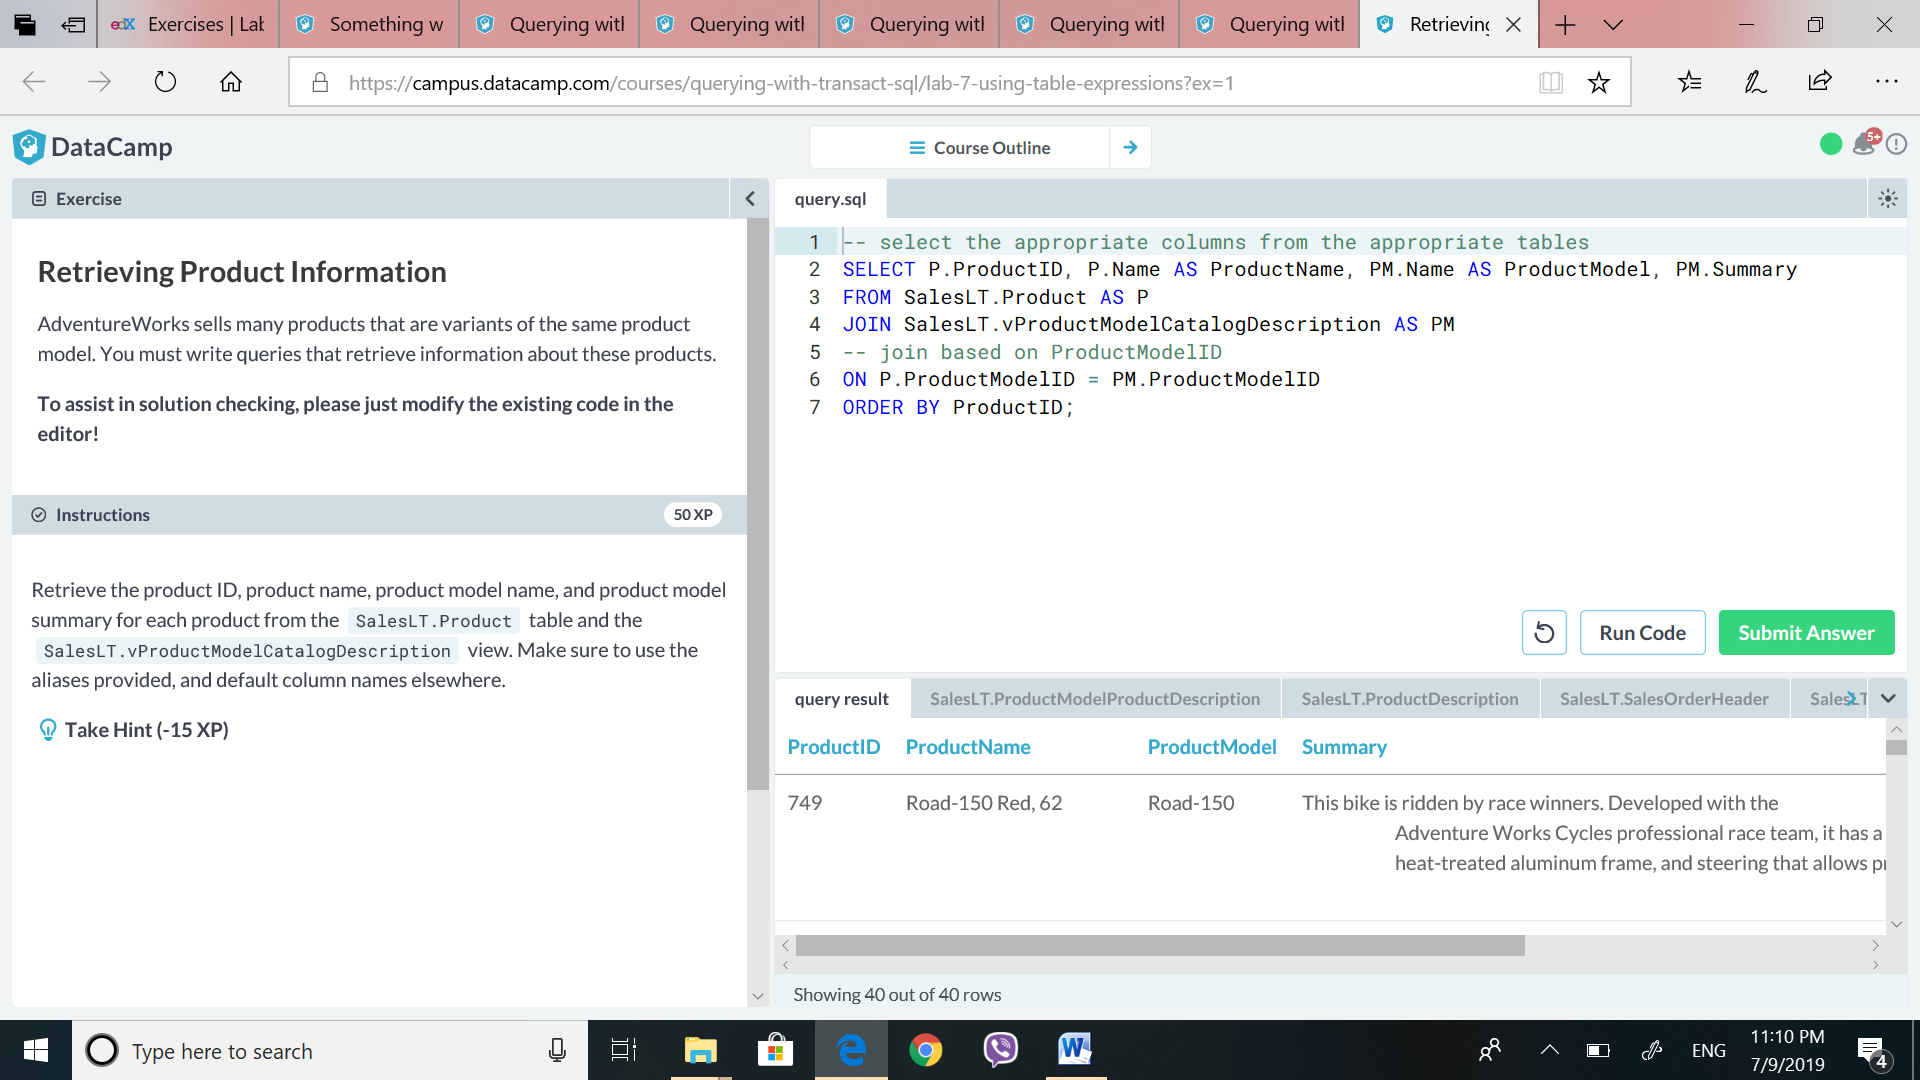 edX Exercises | Lab
Something w
Querying with
Querying with
Querying with
Querying with
Querying with
Retrieving
https://campus.datacamp.com/courses/querying-with-transact-sql/lab-7-using-table-expressions?ex=1
DataCamp
Course Outline
5+
Exercise
Retrieving Product Information
AdventureWorks sells many products that are variants of the same product
model. You must write queries that retrieve information about these products.
To assist in solution checking, please just modify the existing code in the
editor!
Instructions
50 XP
Retrieve the product ID, product name, product model name, and product model
summary for each product from the SalesLT.Product table and the
SalesLT.vProductModelCatalogDescription view. Make sure to use the
aliases provided, and default column names elsewhere.
Take Hint (-15 XP)
query.sql
1 -- select the appropriate columns from the appropriate tables
2 SELECT P.ProductID, P.Name AS ProductName, PM.Name AS ProductModel, PM.Summary
3 FROM SalesLT.Product AS P
4 JOIN SalesLT.vProductModelCatalogDescription AS PM
5 -- join based on ProductModelID
6 ON P.ProductModelID = PM.ProductModelID
7 ORDER BY ProductID;
Run Code
Submit Answer
query result
SalesLT.ProductModelProductDescription
SalesLT.ProductDescription
SalesLT.SalesOrderHeader
SalesLT
ProductID ProductName ProductModel Summary
749 Road-150 Red, 62 Road-150 This bike is ridden by race winners. Developed with the
Adventure Works Cycles professional race team, it has a
heat-treated aluminum frame, and steering that allows pr
Showing 40 out of 40 rows
Type here to search
ENG
11:10 PM
7/9/2019
4